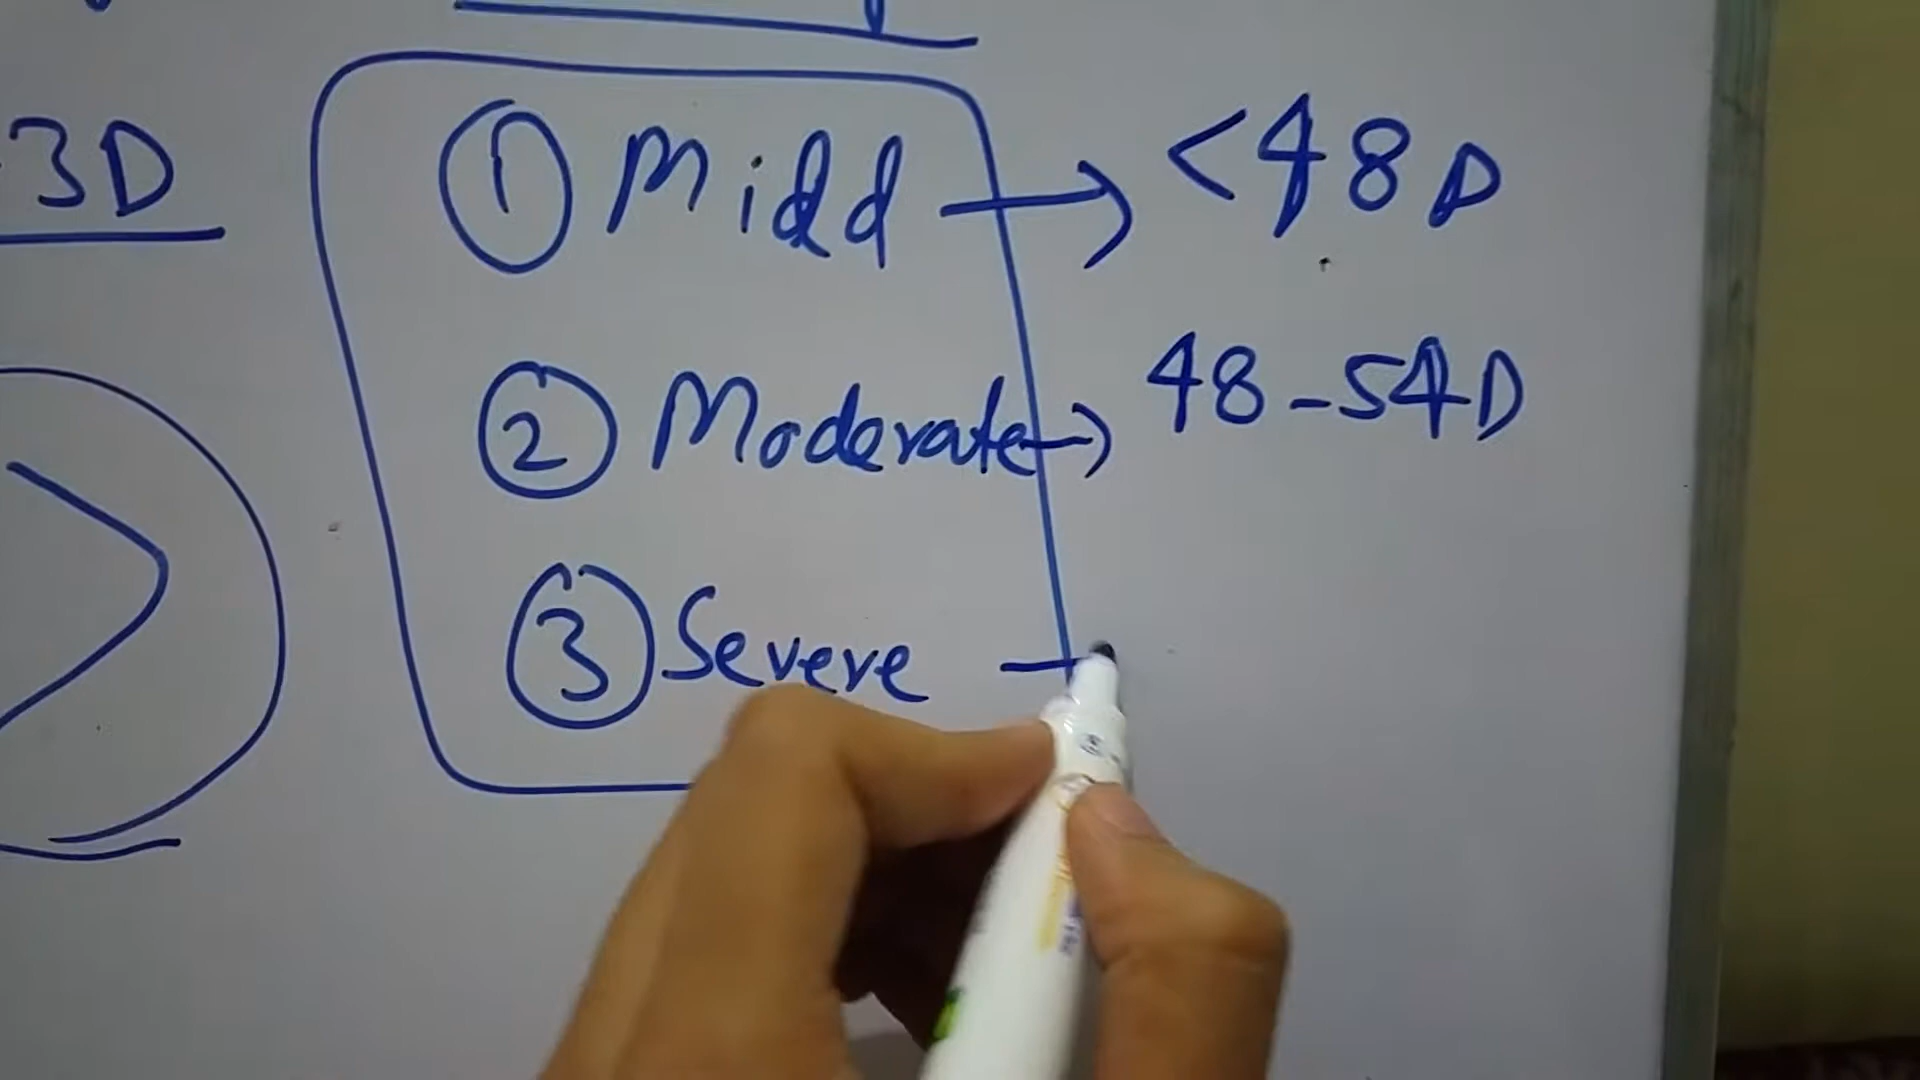 3D
① Midd → <48D
② Moderate → 48-54D
③ Severe